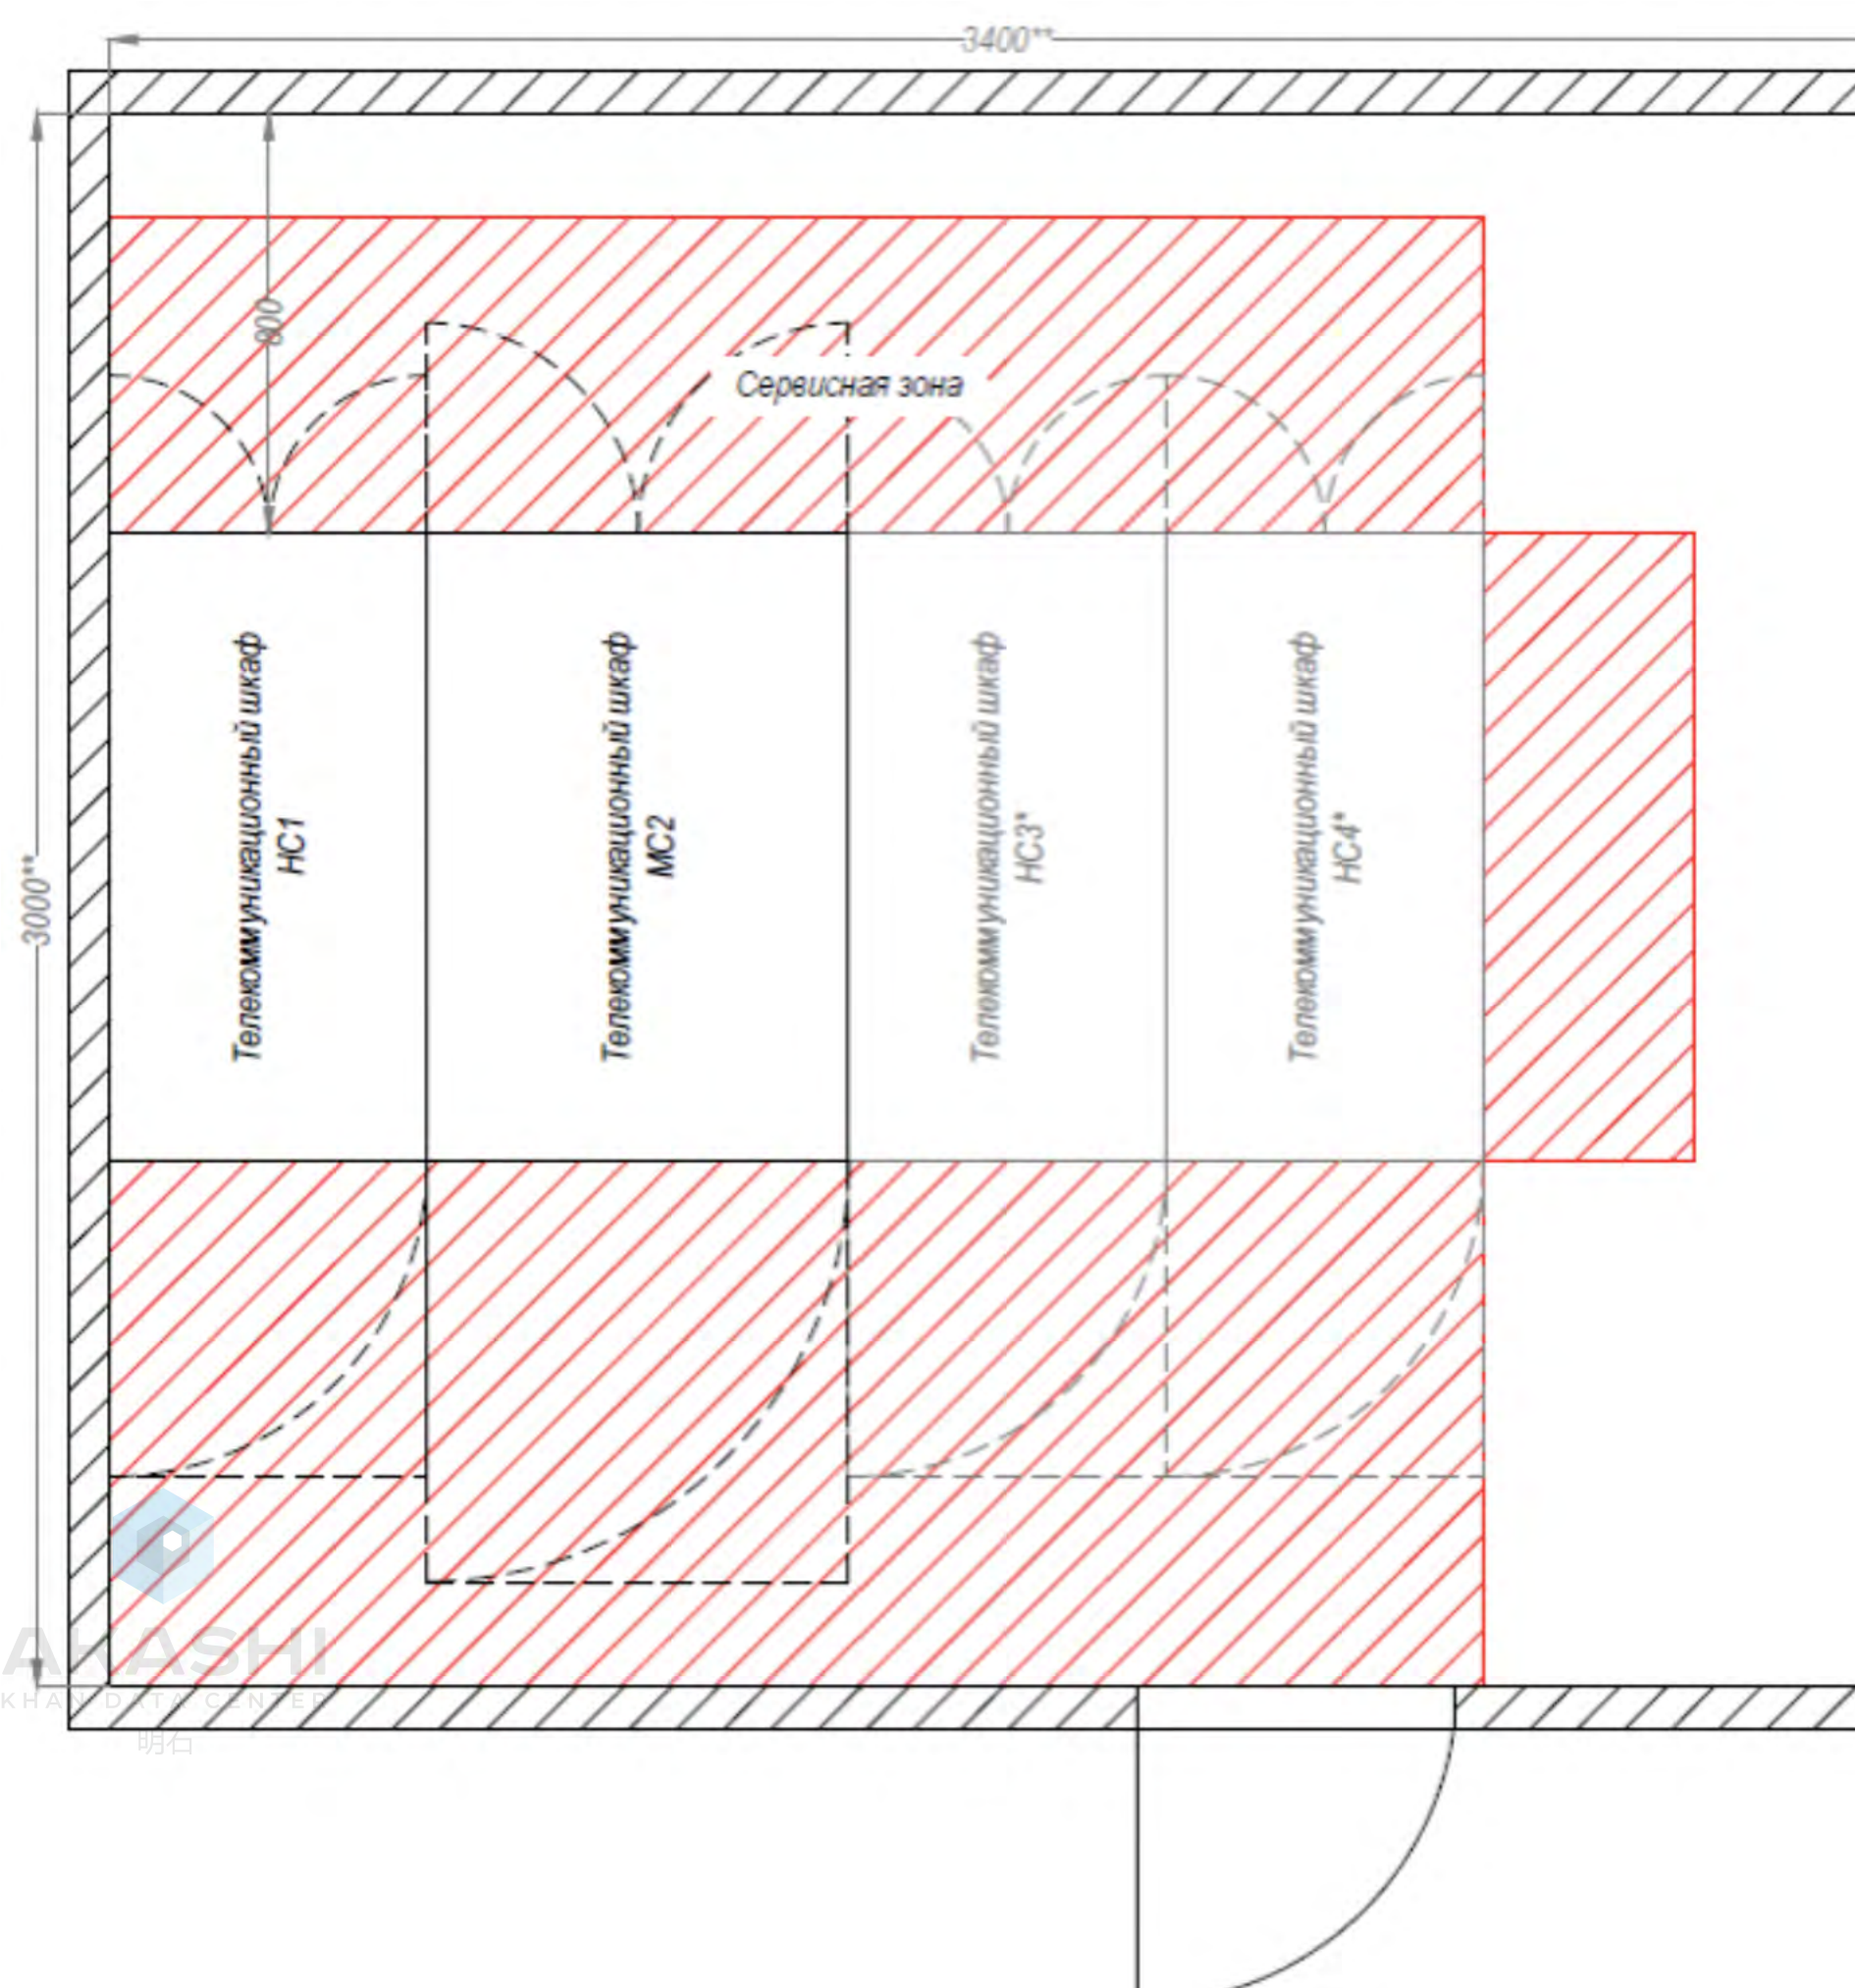 3400**
800
Сервисная зона
3000**
Телекоммуникационный шкаф
НС1
Телекоммуникационный шкаф
МС2
Телекоммуникационный шкаф
НС3*
Телекоммуникационный шкаф
НС4*
AKASHI
KHAN DATA CENTER
明石